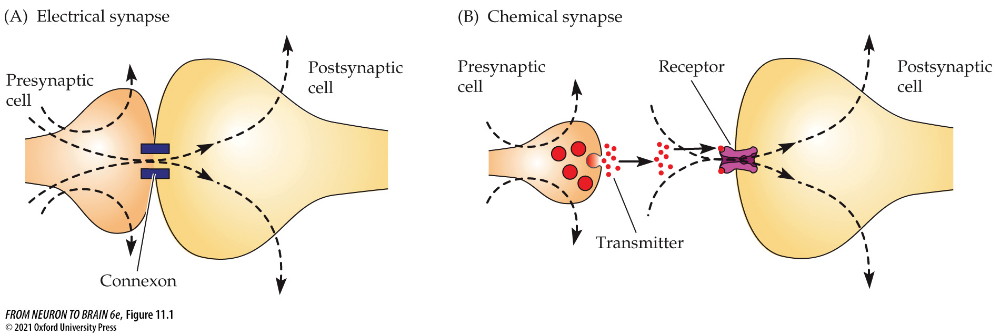 (A) Electrical synapse
Presynaptic
cell
Postsynaptic
cell
Connexon
(B) Chemical synapse
Presynaptic
cell
Receptor
Postsynaptic
cell
Transmitter
FROM NEURON TO BRAIN 6e, Figure 11.1
© 2021 Oxford University Press